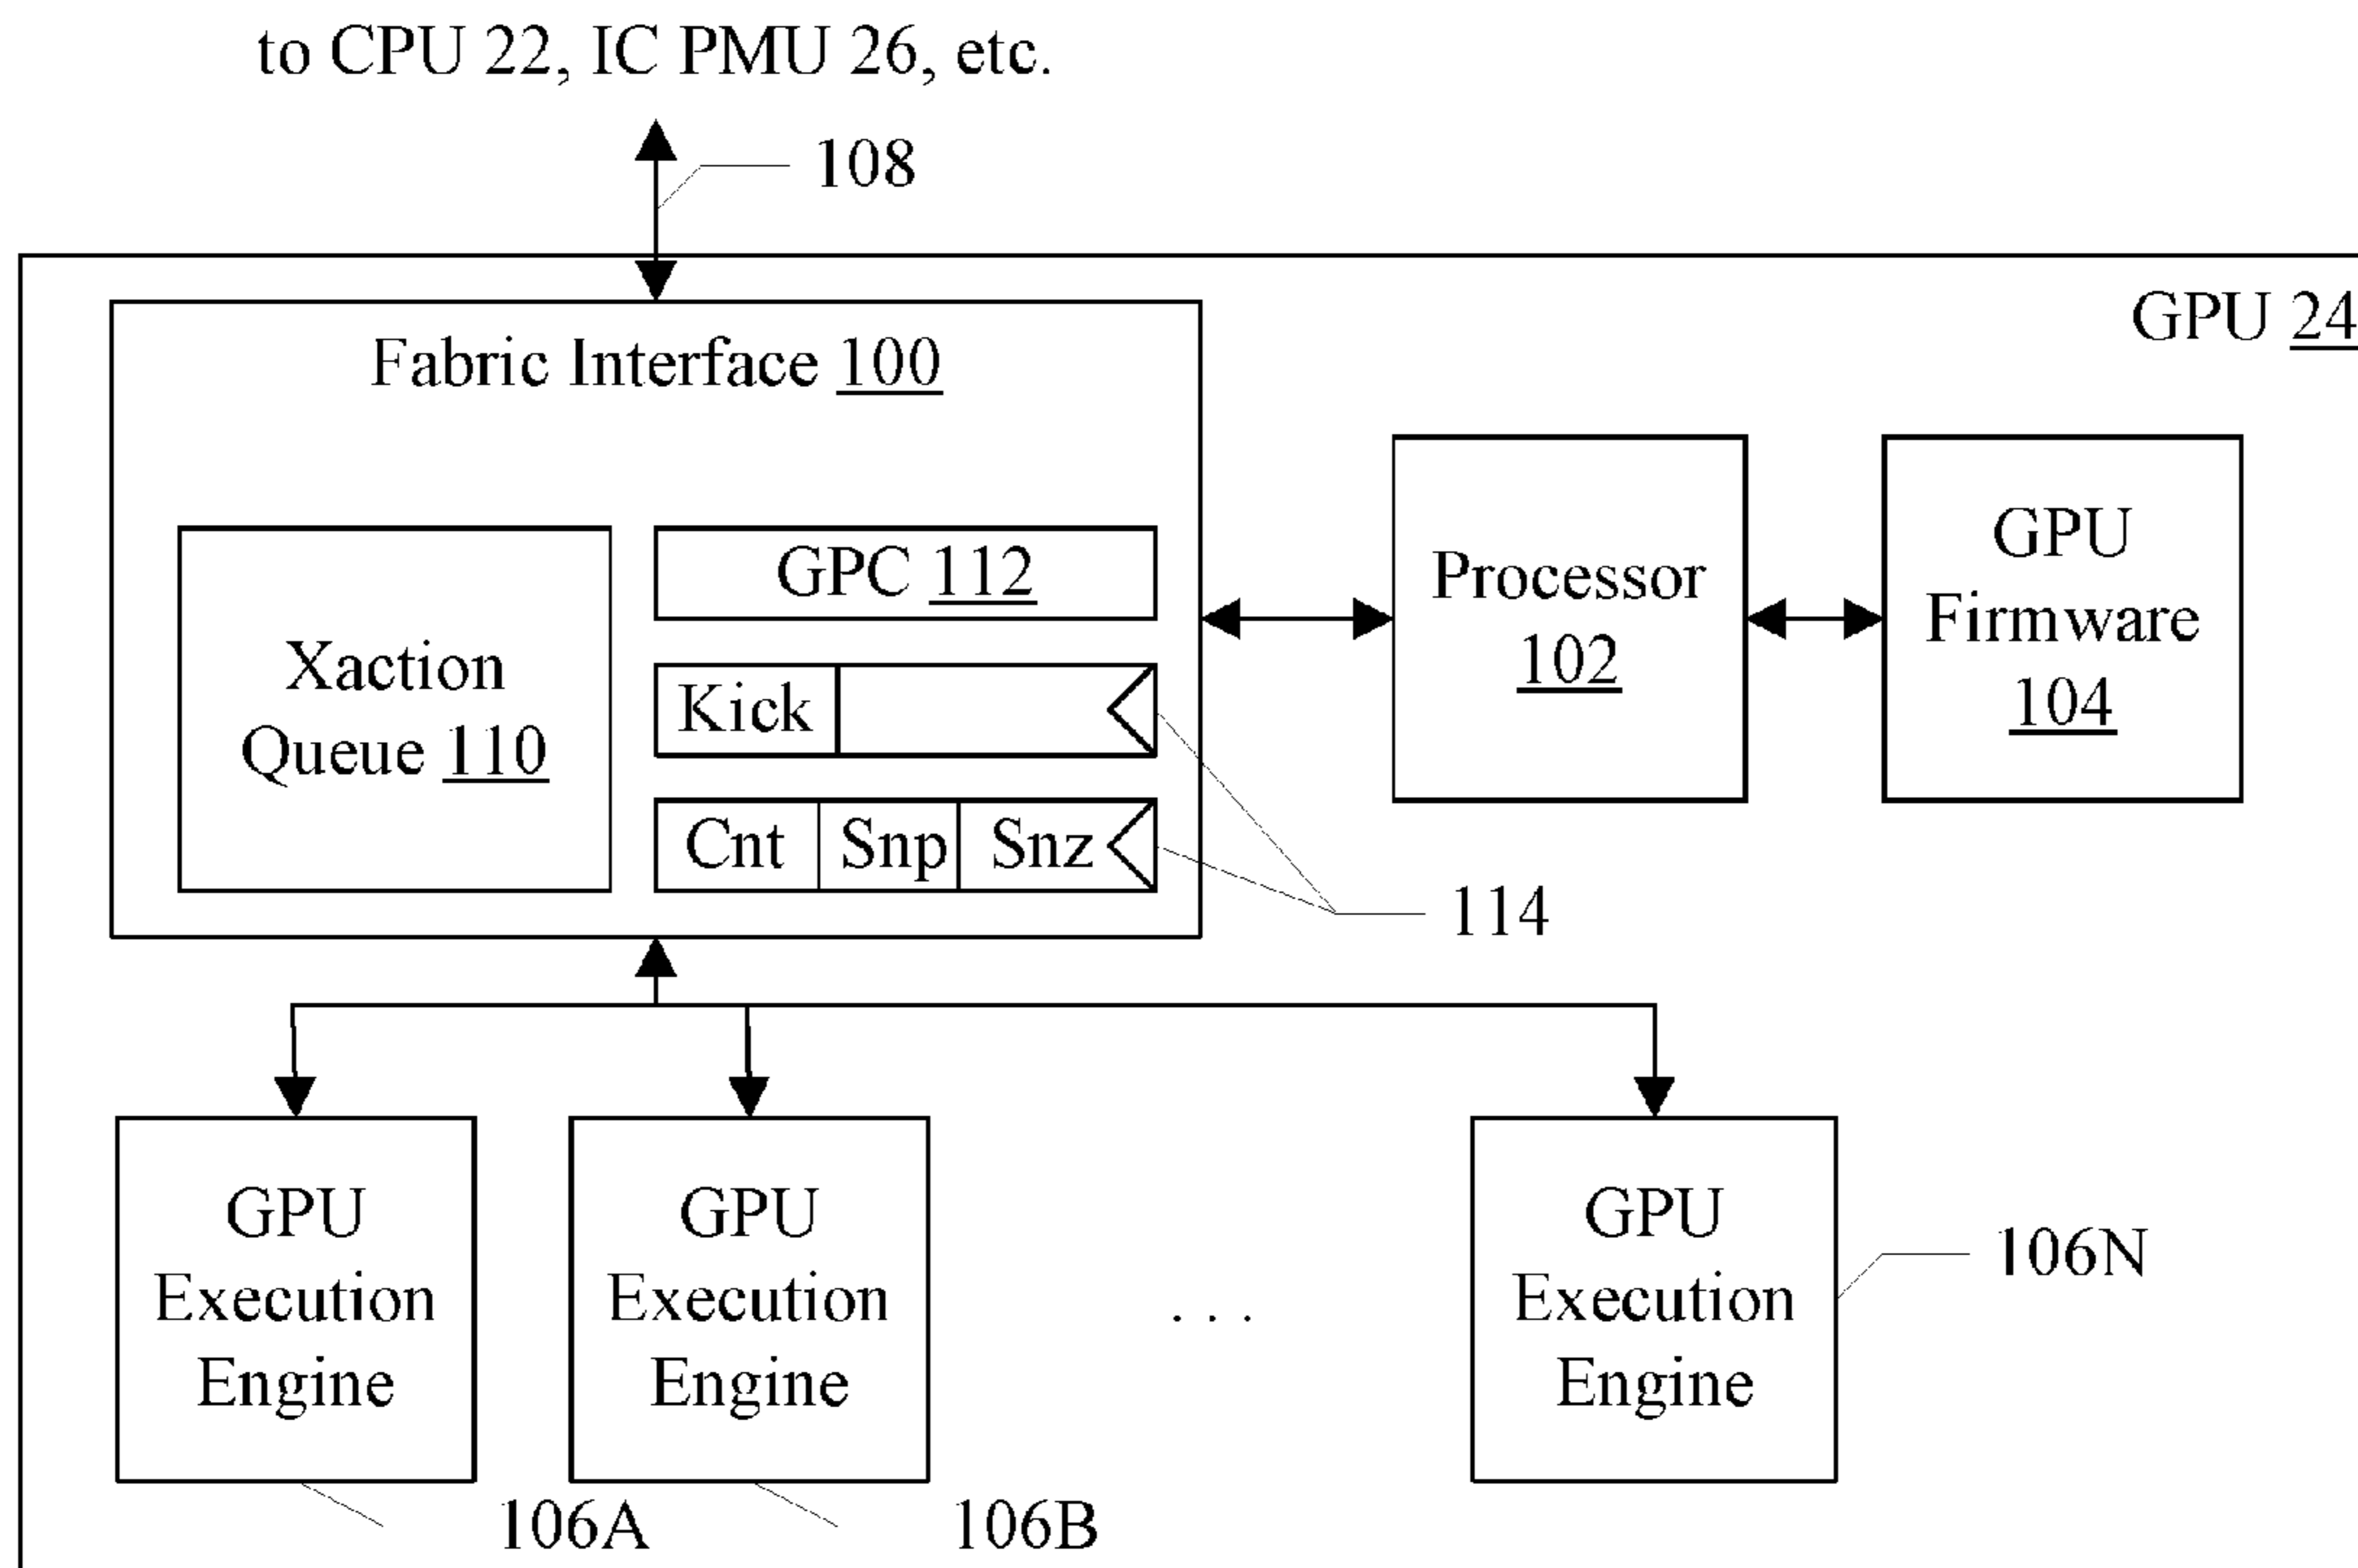 to CPU 22, IC PMU 26, etc.
108
GPU 24
Fabric Interface 100
Xaction
Queue 110
GPC 112
Kick
Cnt Snp Snz
114
Processor
102
GPU
Firmware
104
GPU
Execution
Engine
106A
GPU
Execution
Engine
106B
. . .
GPU
Execution
Engine
106N